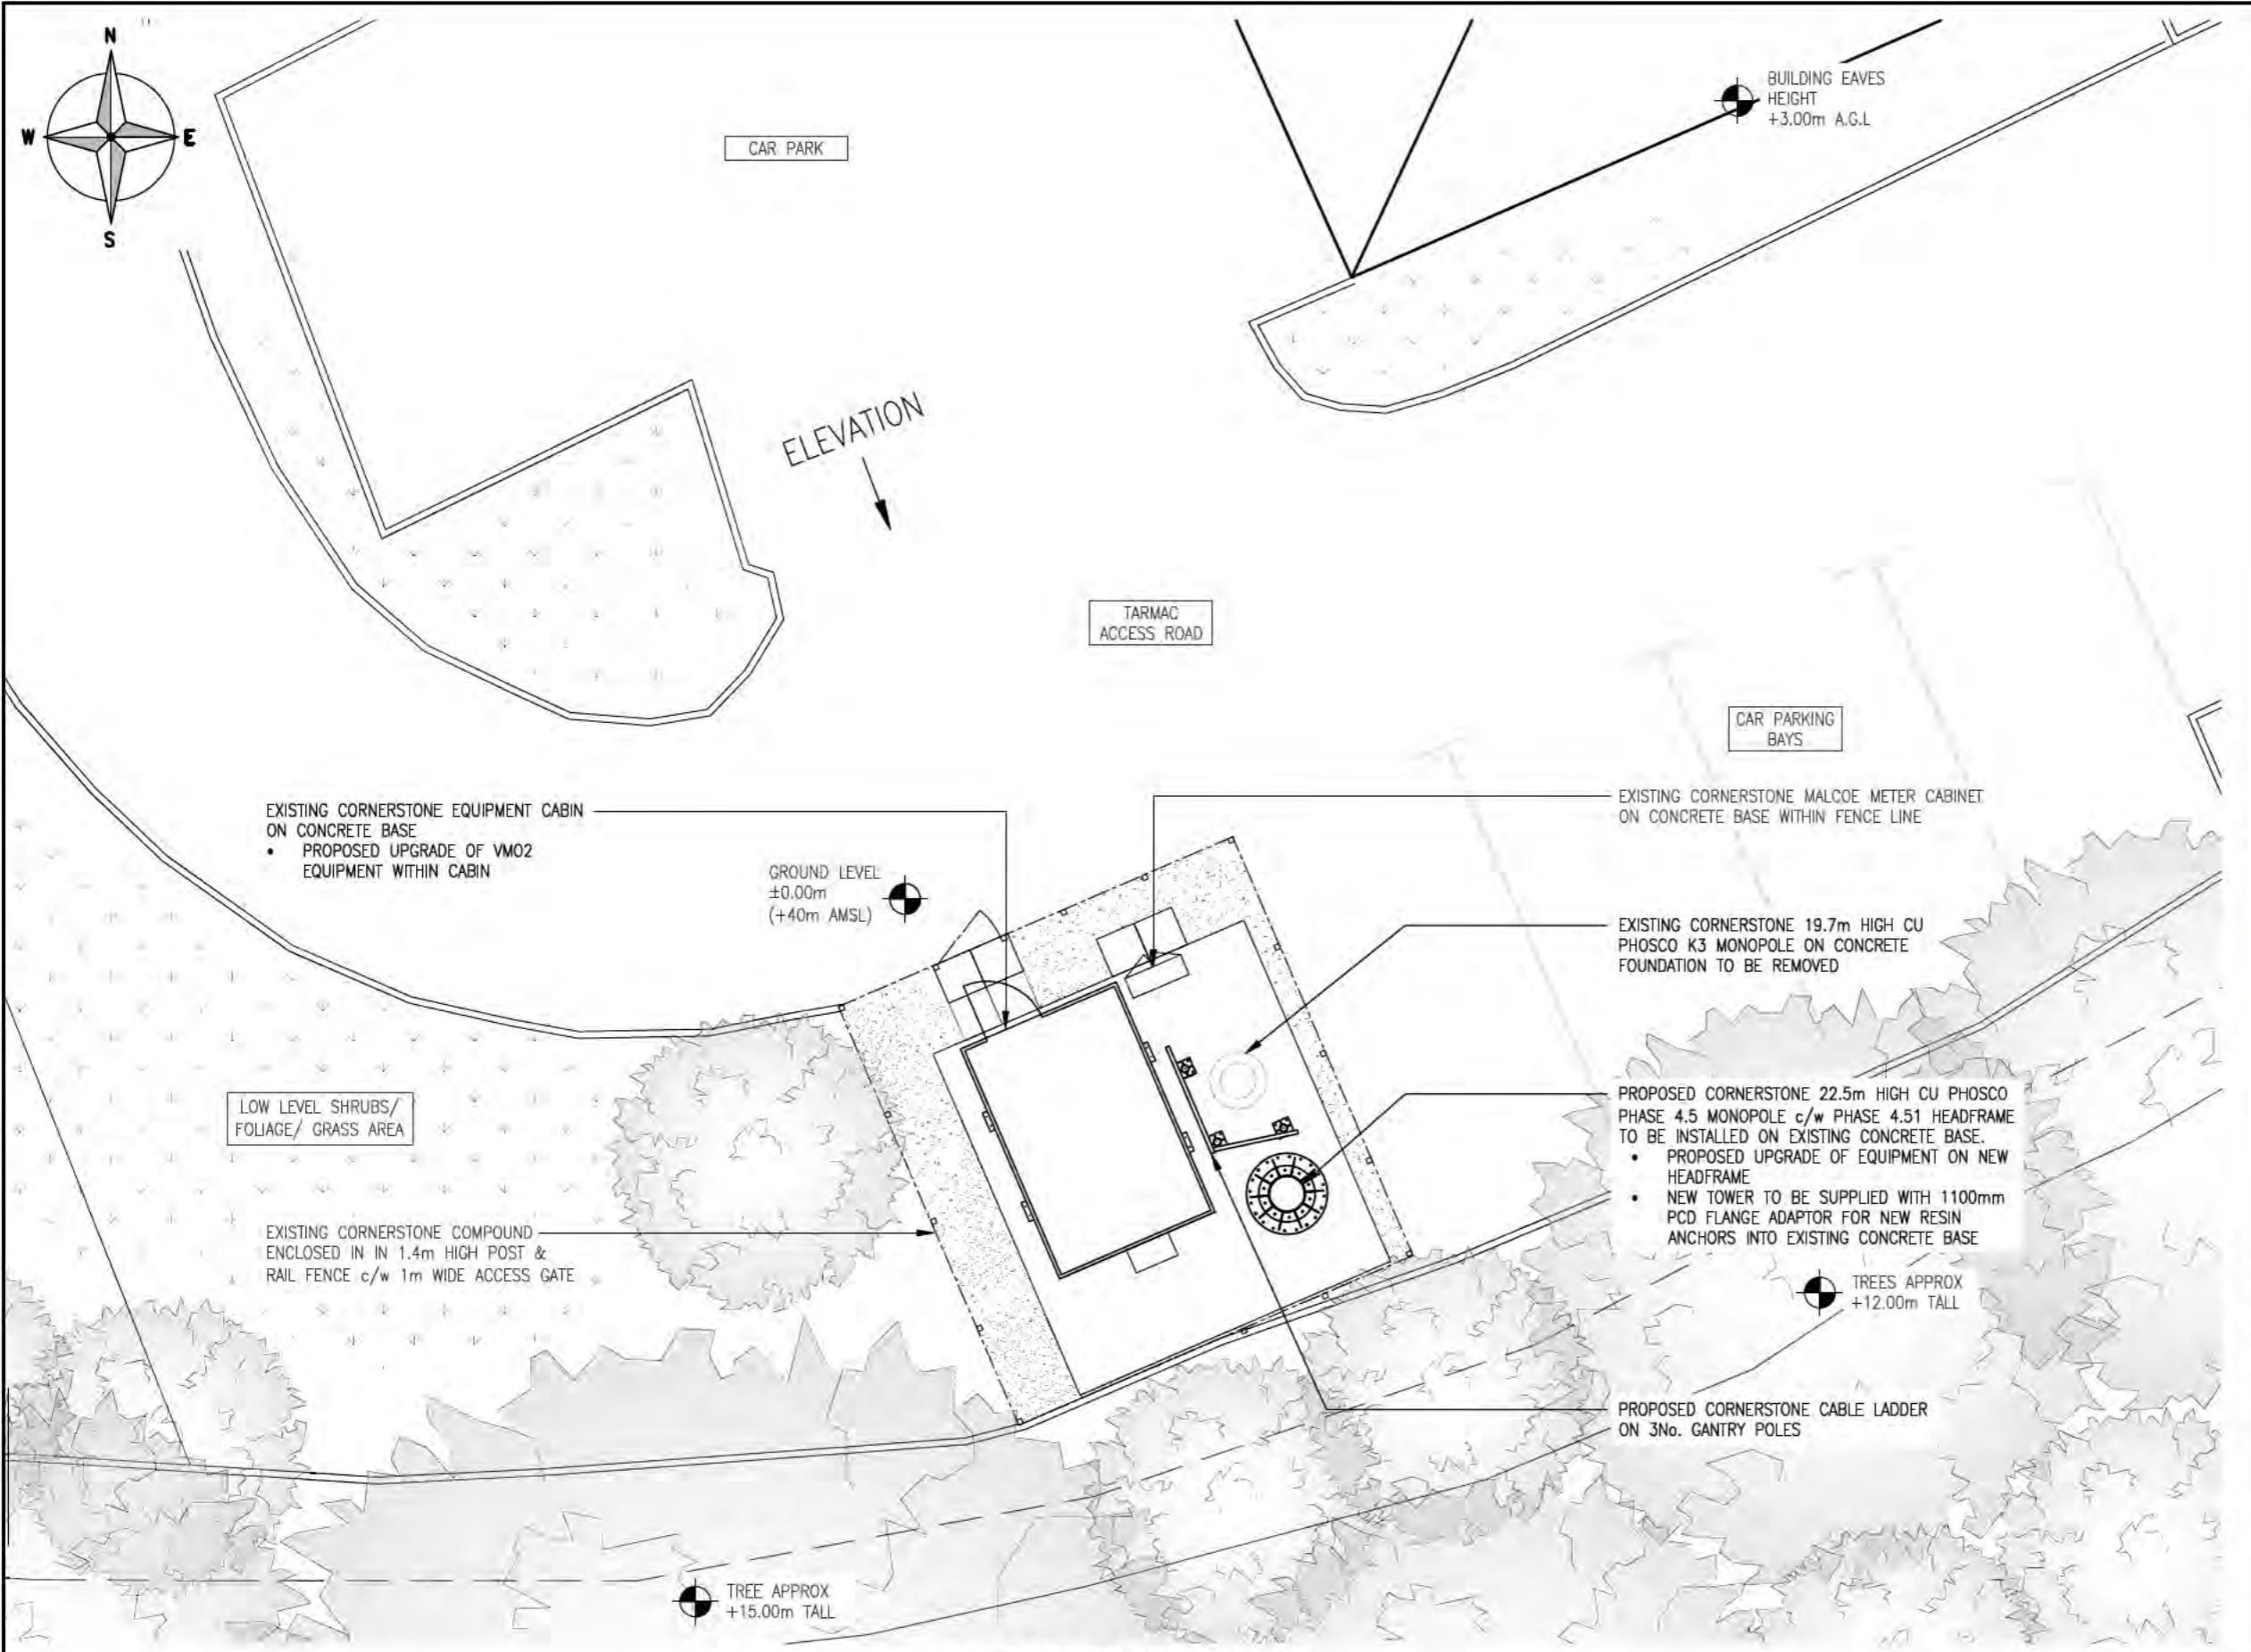 N
W
E
S
CAR PARK
BUILDING EAVES
HEIGHT
+3.00m A.G.L
ELEVATION
TARMAC
ACCESS ROAD
CAR PARKING
BAYS
EXISTING CORNERSTONE EQUIPMENT CABIN
ON CONCRETE BASE
• PROPOSED UPGRADE OF VMO2
EQUIPMENT WITHIN CABIN
GROUND LEVEL
±0.00m
(+40m AMSL)
EXISTING CORNERSTONE MALCOE METER CABINET
ON CONCRETE BASE WITHIN FENCE LINE
EXISTING CORNERSTONE 19.7m HIGH CU
PHOSCO K3 MONOPOLE ON CONCRETE
FOUNDATION TO BE REMOVED
LOW LEVEL SHRUBS/
FOLIAGE/ GRASS AREA
PROPOSED CORNERSTONE 22.5m HIGH CU PHOSCO
PHASE 4.5 MONOPOLE c/w PHASE 4.51 HEADFRAME
TO BE INSTALLED ON EXISTING CONCRETE BASE.
• PROPOSED UPGRADE OF EQUIPMENT ON NEW
HEADFRAME
• NEW TOWER TO BE SUPPLIED WITH 1100mm
PCD FLANGE ADAPTOR FOR NEW RESIN
ANCHORS INTO EXISTING CONCRETE BASE
EXISTING CORNERSTONE COMPOUND
ENCLOSED IN IN 1.4m HIGH POST &
RAIL FENCE c/w 1m WIDE ACCESS GATE
TREES APPROX
+12.00m TALL
PROPOSED CORNERSTONE CABLE LADDER
ON 3No. GANTRY POLES
TREE APPROX
+15.00m TALL